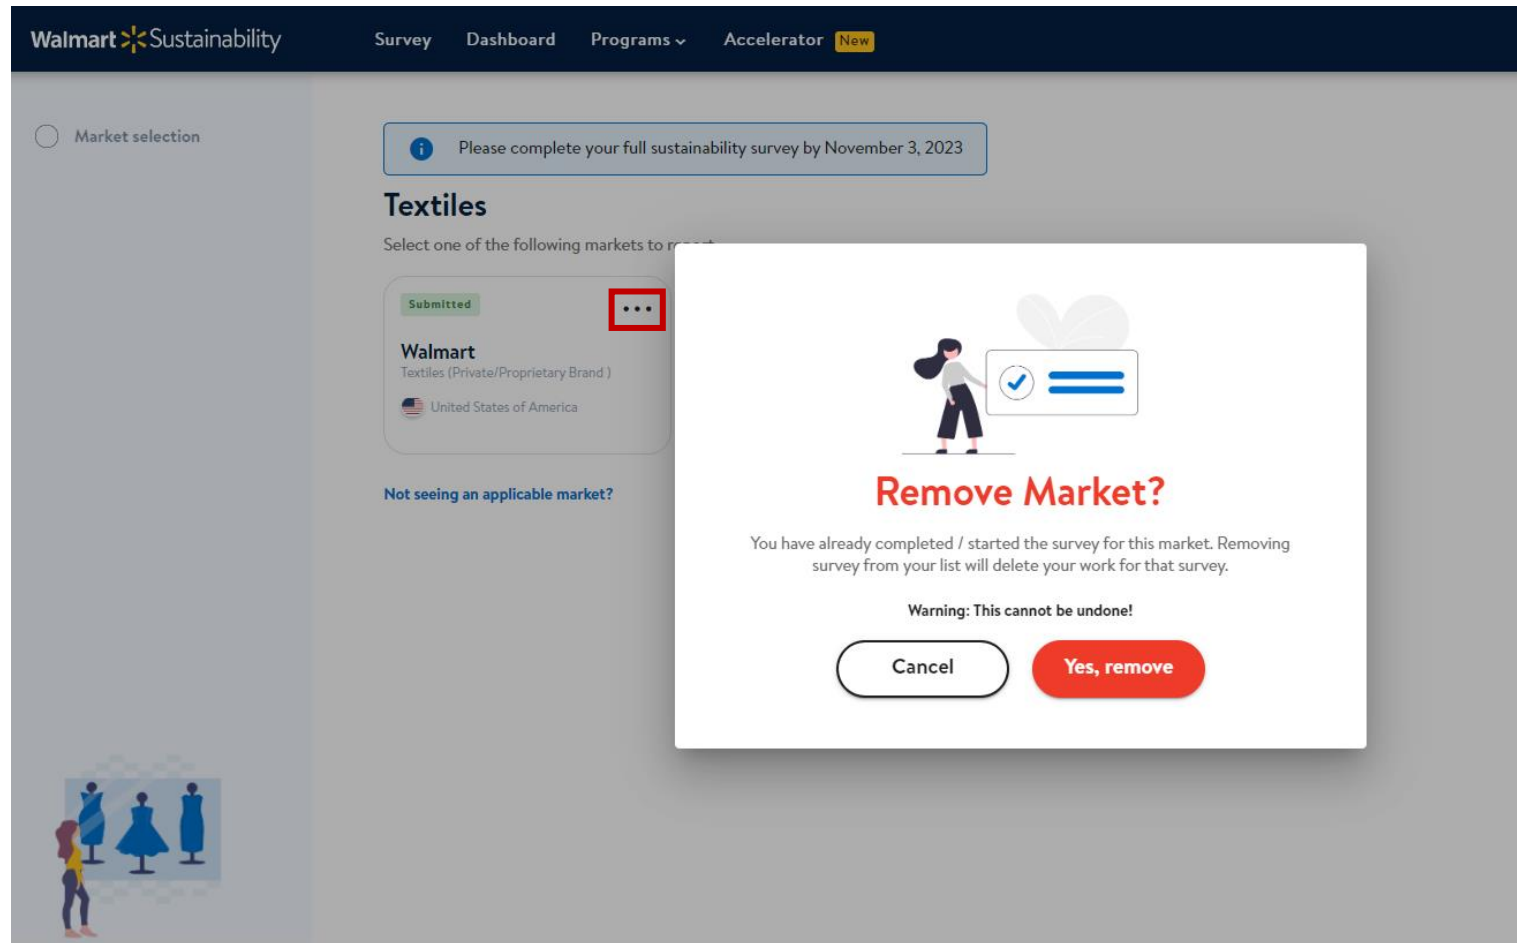 Walmart Sustainability
Survey Dashboard Programs Accelerator New
Market selection
Please complete your full sustainability survey by November 3, 2023
Textiles
Select one of the following markets to report
Submitted
Walmart
Textiles (Private/Proprietary Brand )
United States of America
Not seeing an applicable market?
Remove Market?
You have already completed / started the survey for this market. Removing
survey from your list will delete your work for that survey.
Warning: This cannot be undone!
Cancel
Yes, remove